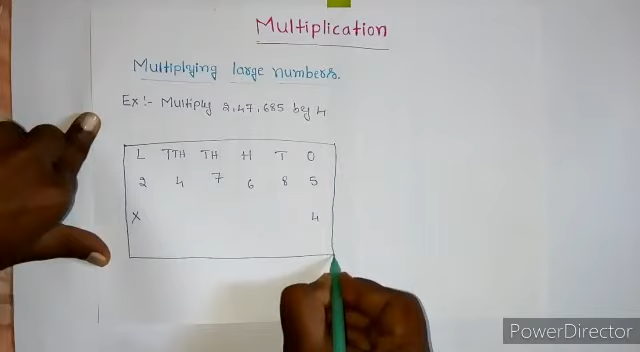 Multiplication
Multiplying large numbers.
Ex:- Multiply 2,47,685 by 4
L TTH TH H T O
2 4 7 6 8 5
X 4
PowerDirector